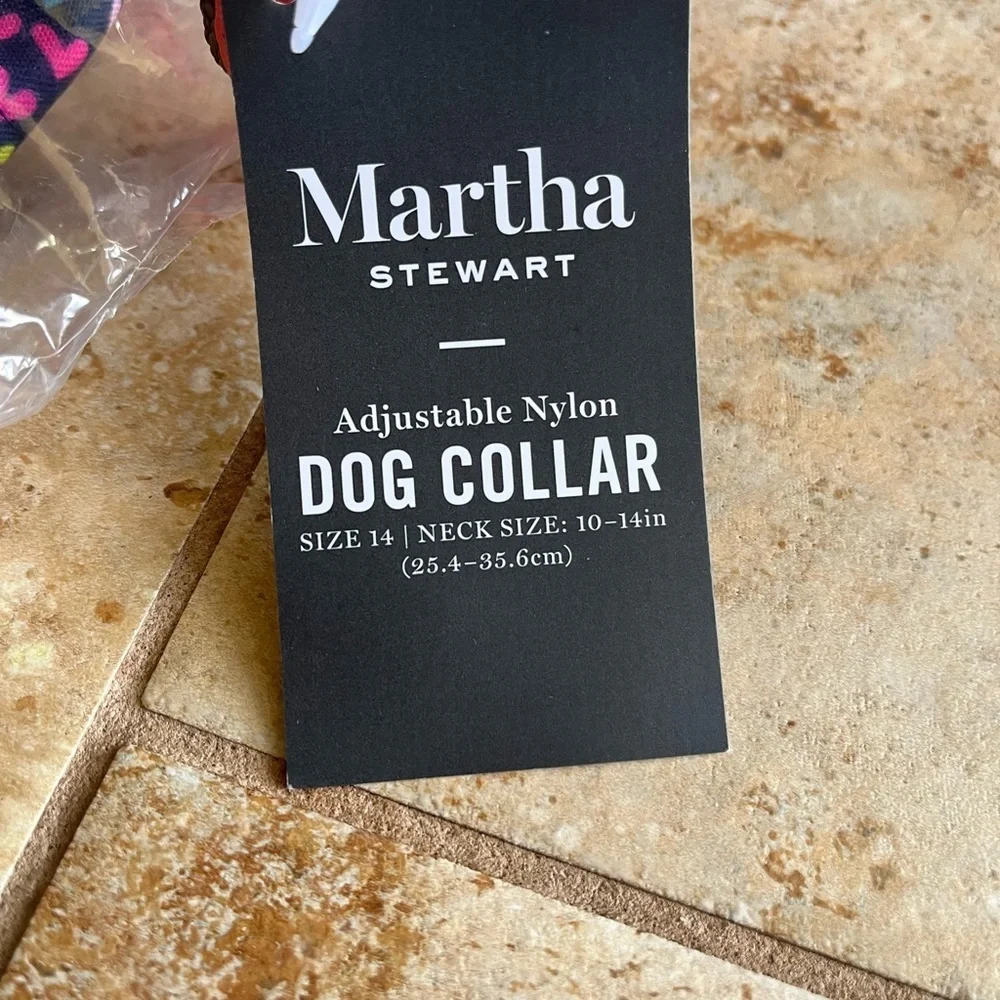 Martha
STEWART
Adjustable Nylon
DOG COLLAR
SIZE 14 | NECK SIZE: 10–14in
(25.4–35.6cm)